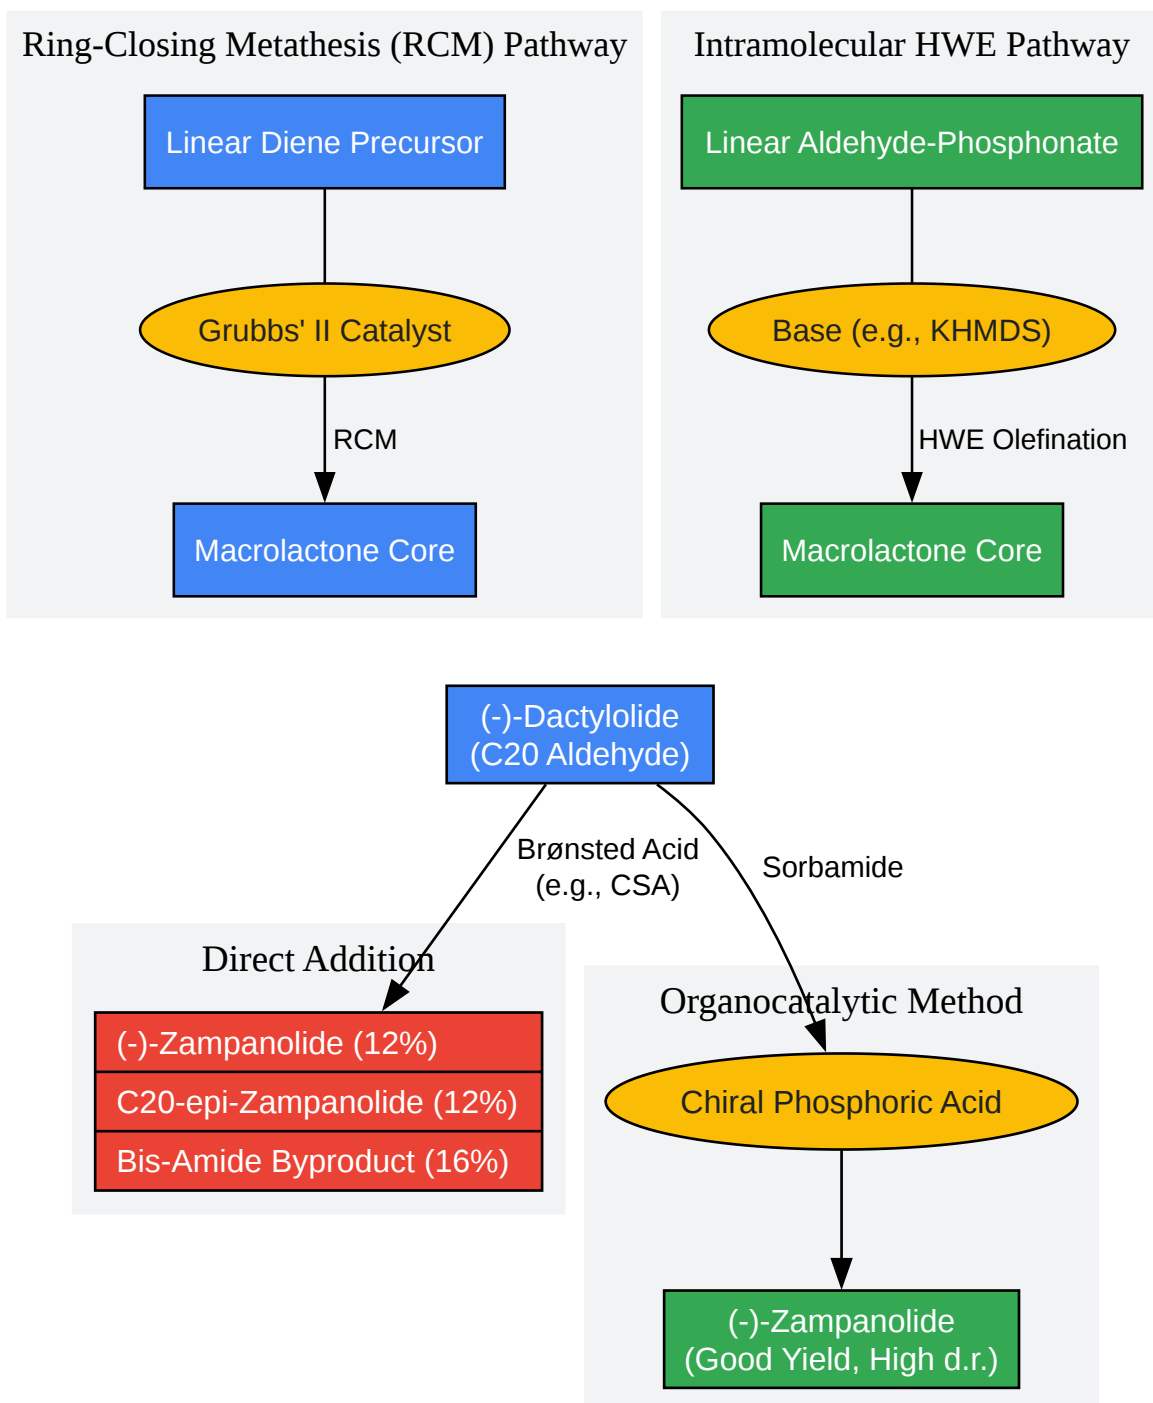 Ring-Closing Metathesis (RCM) Pathway
Linear Diene Precursor
Grubbs' II Catalyst
RCM
Macrolactone Core
Intramolecular HWE Pathway
Linear Aldehyde-Phosphonate
Base (e.g., KHMDS)
HWE Olefination
Macrolactone Core
(-)-Dactylolide
(C20 Aldehyde)
Brønsted Acid
(e.g., CSA)
Sorbamide
Direct Addition
(-)-Zampanolide (12%)
C20-epi-Zampanolide (12%)
Bis-Amide Byproduct (16%)
Organocatalytic Method
Chiral Phosphoric Acid
(-)-Zampanolide
(Good Yield, High d.r.)